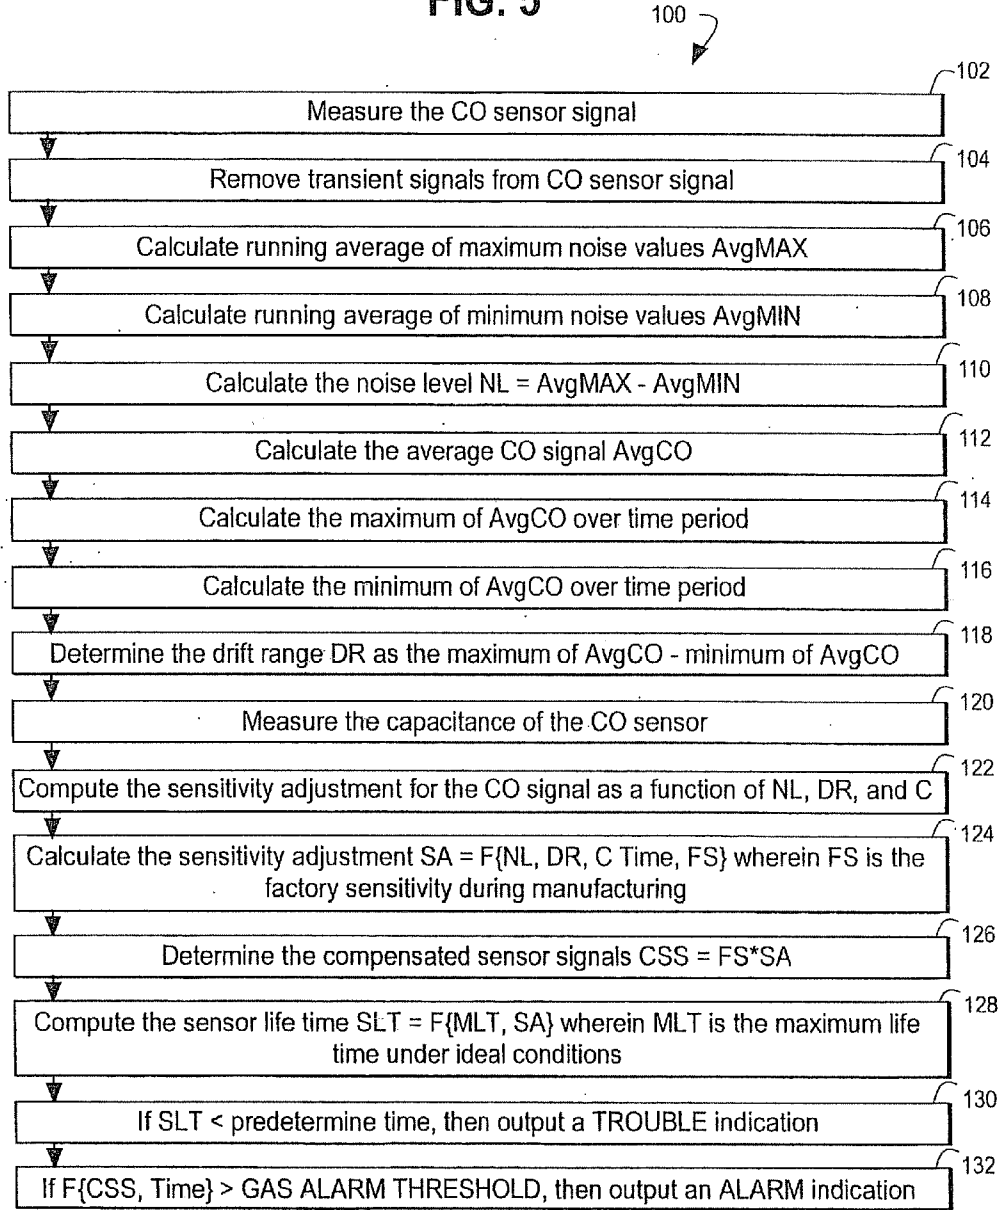 FIG. 5
100
102
Measure the CO sensor signal
104
Remove transient signals from CO sensor signal
106
Calculate running average of maximum noise values AvgMAX
108
Calculate running average of minimum noise values AvgMIN
110
Calculate the noise level NL = AvgMAX - AvgMIN
112
Calculate the average CO signal AvgCO
114
Calculate the maximum of AvgCO over time period
116
Calculate the minimum of AvgCO over time period
118
Determine the drift range DR as the maximum of AvgCO - minimum of AvgCO
120
Measure the capacitance of the CO sensor
122
Compute the sensitivity adjustment for the CO signal as a function of NL, DR, and C
124
Calculate the sensitivity adjustment SA = F{NL, DR, C Time, FS} wherein FS is the
factory sensitivity during manufacturing
126
Determine the compensated sensor signals CSS = FS*SA
128
Compute the sensor life time SLT = F{MLT, SA} wherein MLT is the maximum life
time under ideal conditions
130
If SLT < predetermine time, then output a TROUBLE indication
132
If F{CSS, Time} > GAS ALARM THRESHOLD, then output an ALARM indication